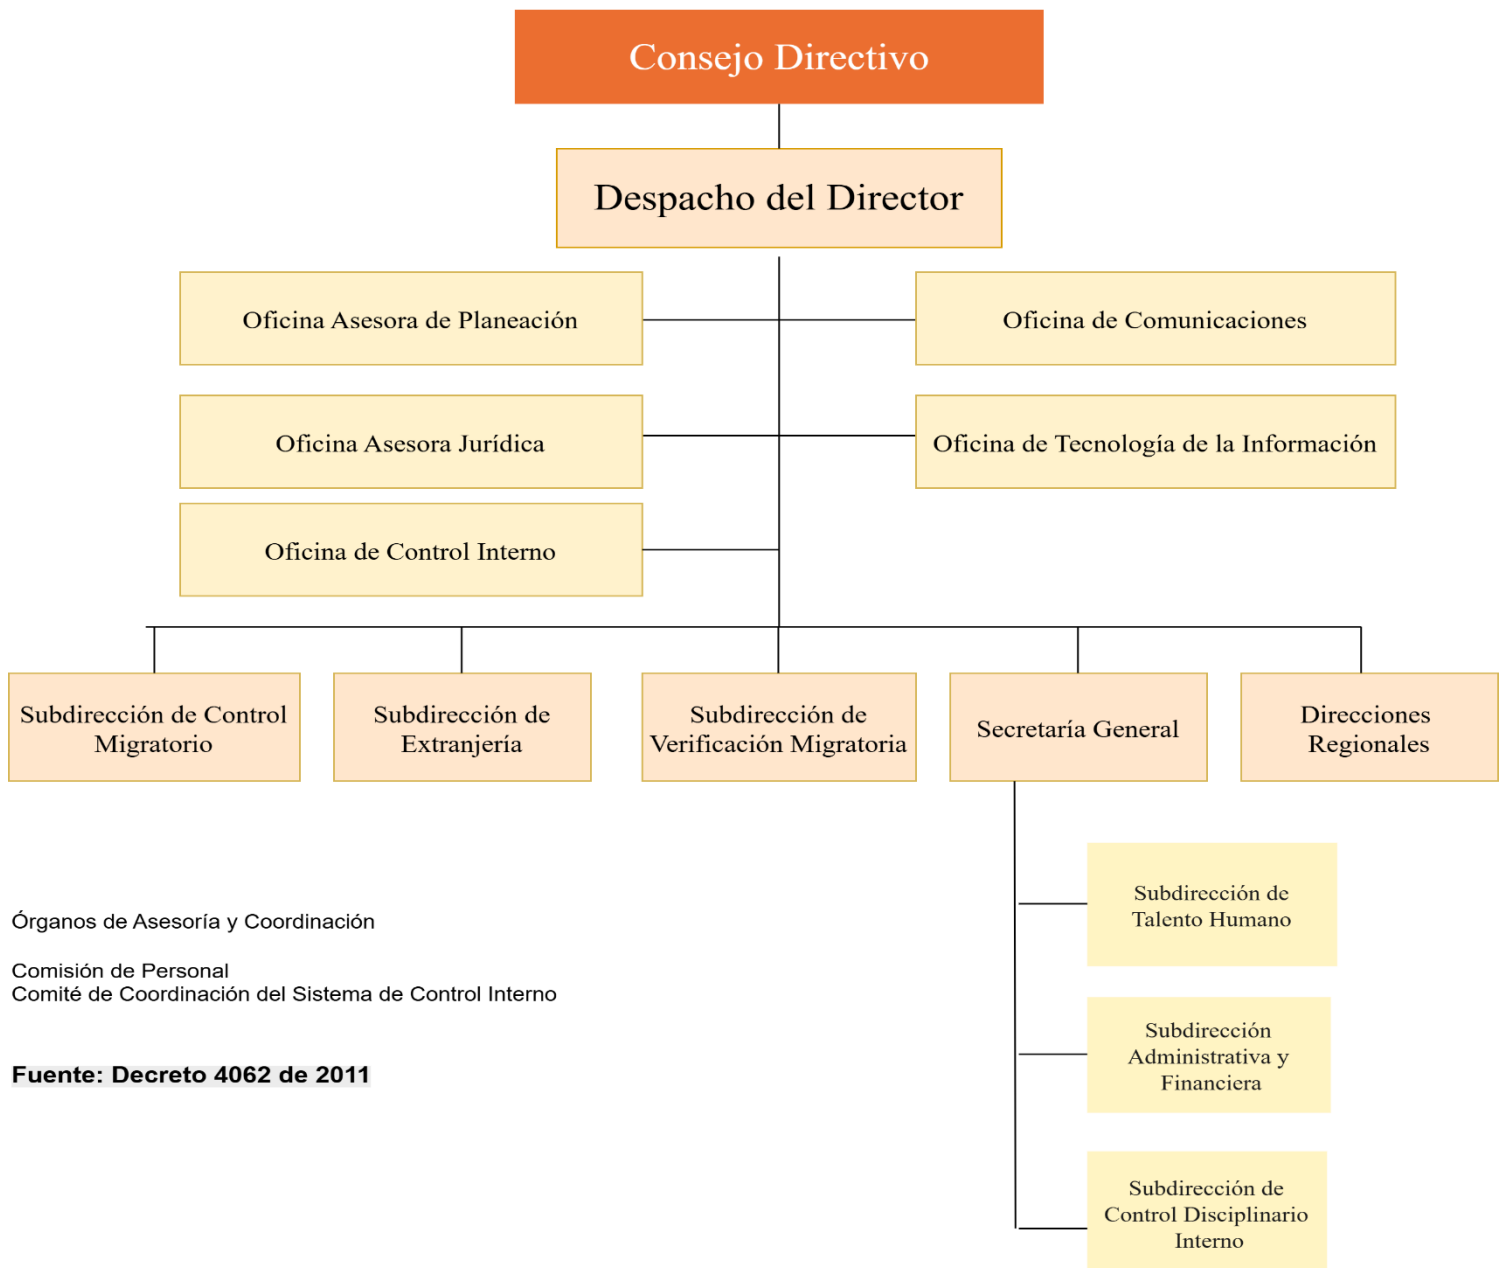 Consejo Directivo
Despacho del Director
Oficina Asesora de Planeación
Oficina de Comunicaciones
Oficina Asesora Jurídica
Oficina de Tecnología de la Información
Oficina de Control Interno
Subdirección de Control
Migratorio
Subdirección de
Extranjería
Subdirección de
Verificación Migratoria
Secretaría General
Direcciones
Regionales
Subdirección de
Talento Humano
Subdirección
Administrativa y
Financiera
Subdirección de
Control Disciplinario
Interno
Órganos de Asesoría y Coordinación
Comisión de Personal
Comité de Coordinación del Sistema de Control Interno
Fuente: Decreto 4062 de 2011